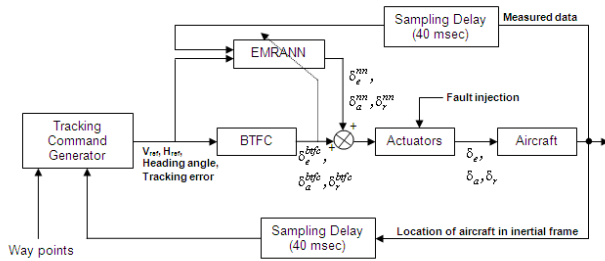 Sampling Delay
(40 msec)
Measured data
EMRANN
δ_e^{nn},
δ_a^{nn}, δ_r^{nn}
Fault injection
Tracking
Command
Generator
BTFC
+
+
Actuators
Aircraft
V_ref, H_ref,
Heading angle,
Tracking error
δ_e^{btfc},
δ_a^{btfc}, δ_r^{btfc}
δ_e,
δ_a, δ_r
Way points
Sampling Delay
(40 msec)
Location of aircraft in inertial frame